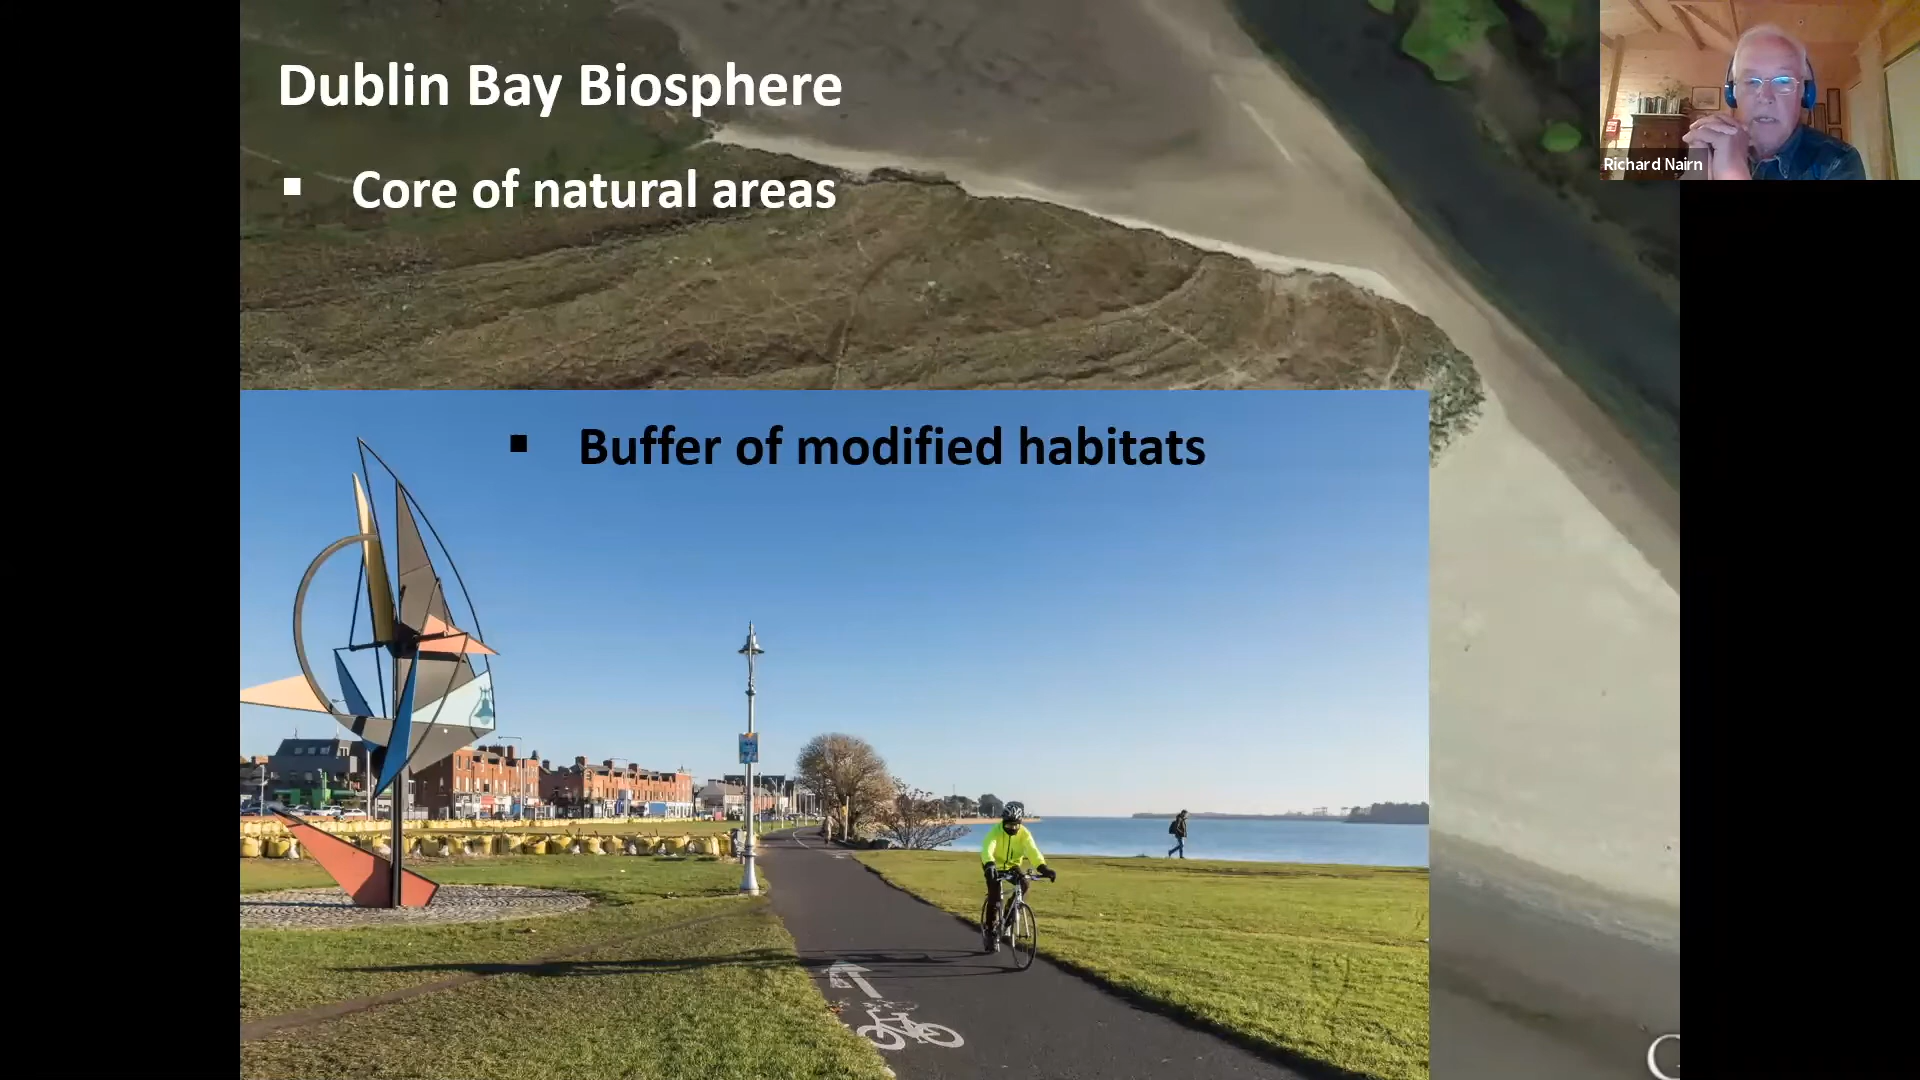 Dublin Bay Biosphere
▪ Core of natural areas
Richard Nairn
▪ Buffer of modified habitats